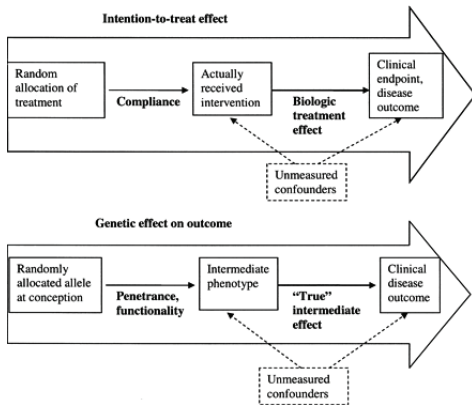 Intention-to-treat effect
Random
allocation of
treatment
Compliance
Actually
received
intervention
Biologic
treatment
effect
Clinical
endpoint,
disease
outcome
Unmeasured
confounders
Genetic effect on outcome
Randomly
allocated allele
at conception
Penetrance,
functionality
Intermediate
phenotype
“True”
intermediate
effect
Clinical
disease
outcome
Unmeasured
confounders